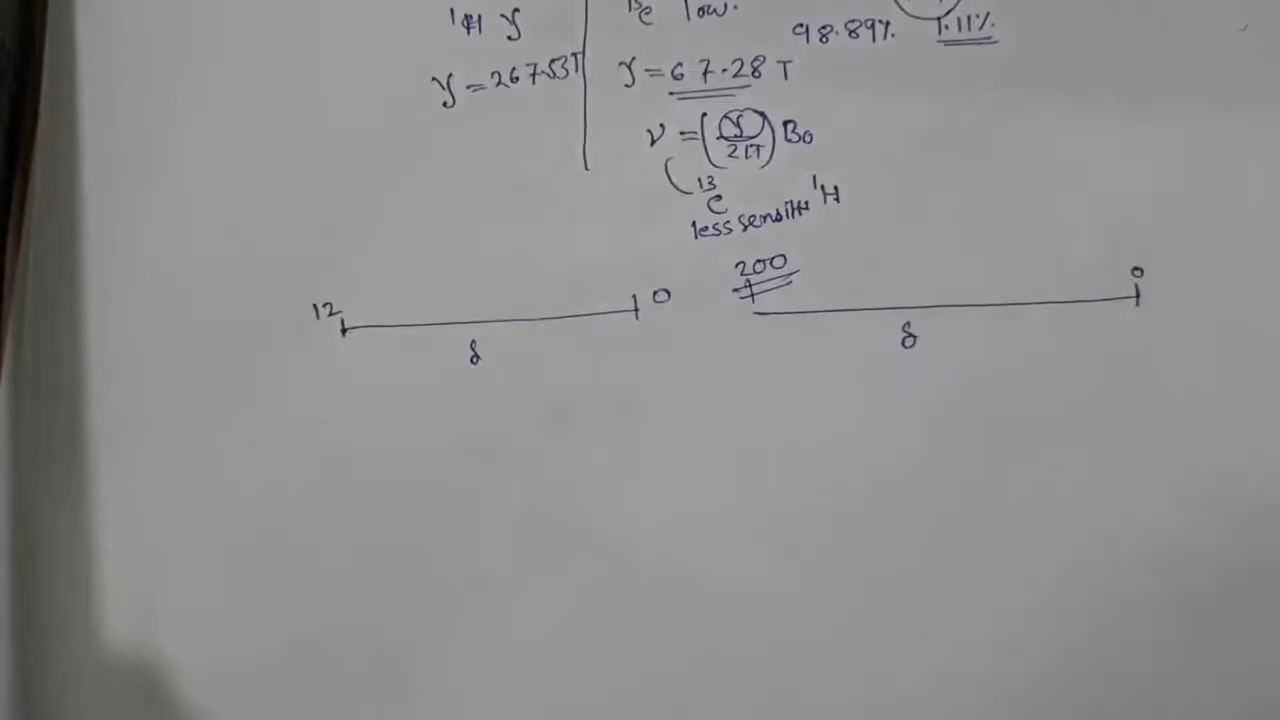 ¹H γ
¹³C low.
98.89% 1.11%
γ = 267.53T
γ = 67.28 T
ν = (γ/2π) B₀
¹³C
less sensitive ¹H
200
0
12
0
δ
δ